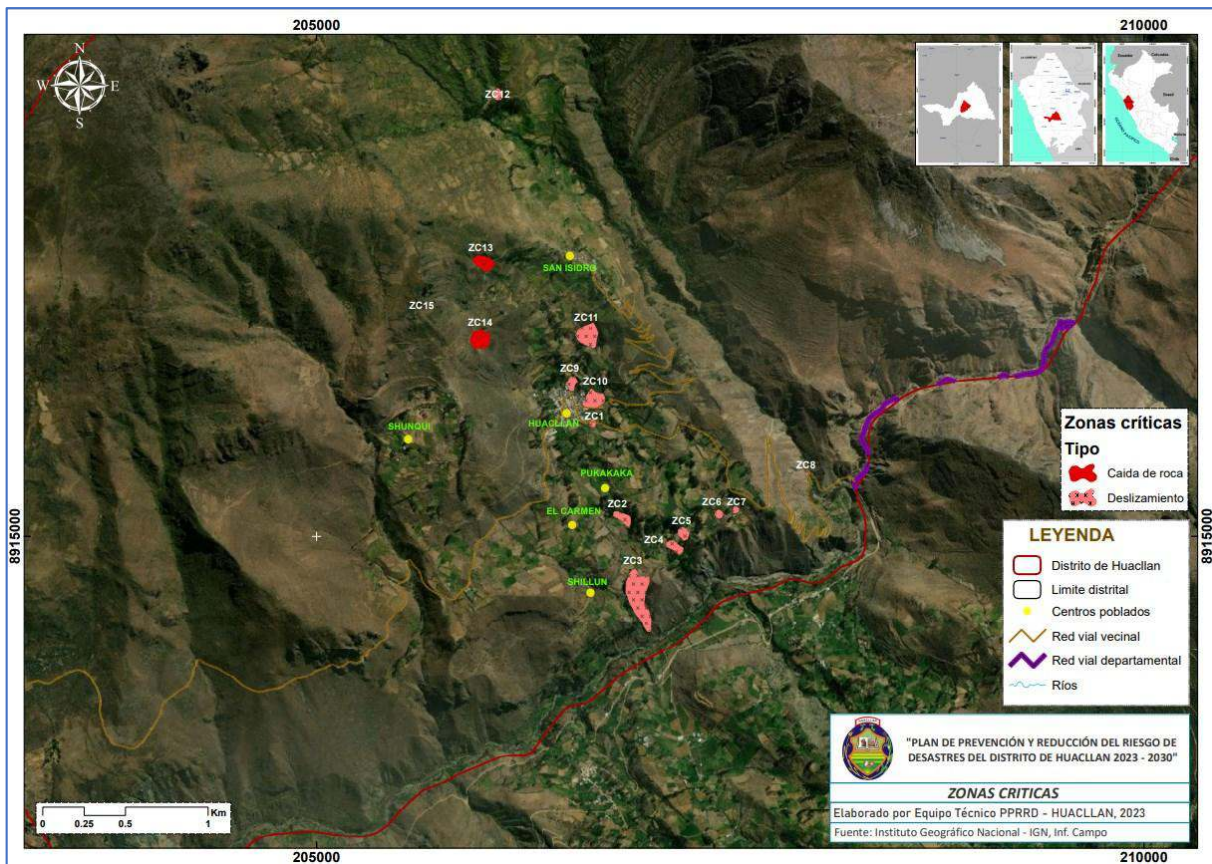 205000
210000
N
W
E
S
ZC12
ZC13
SAN ISIDRO
ZC15
ZC14
ZC11
ZC9
ZC10
HUACLLAN
ZC1
SHUNQUI
PUKAKAKA
ZC8
ZC6
ZC7
ZC2
EL CARMEN
ZC5
ZC4
ZC3
SHILLUN
8915000
8915000
Zonas críticas
Tipo
Caida de roca
Deslizamiento
LEYENDA
Distrito de Huacllan
Limite distrital
Centros poblados
Red vial vecinal
Red vial departamental
Ríos
"PLAN DE PREVENCIÓN Y REDUCCIÓN DEL RIESGO DE
DESASTRES DEL DISTRITO DE HUACLLAN 2023 - 2030"
ZONAS CRITICAS
Elaborado por Equipo Técnico PPRRD – HUACLLAN, 2023
Fuente: Instituto Geográfico Nacional - IGN, Inf. Campo
Km
0 0.25 0.5 1
205000
210000